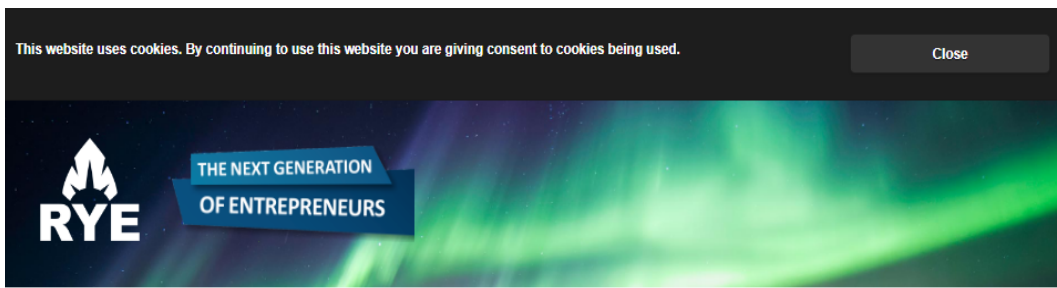 This website uses cookies. By continuing to use this website you are giving consent to cookies being used.
Close
THE NEXT GENERATION
OF ENTREPRENEURS
RYE